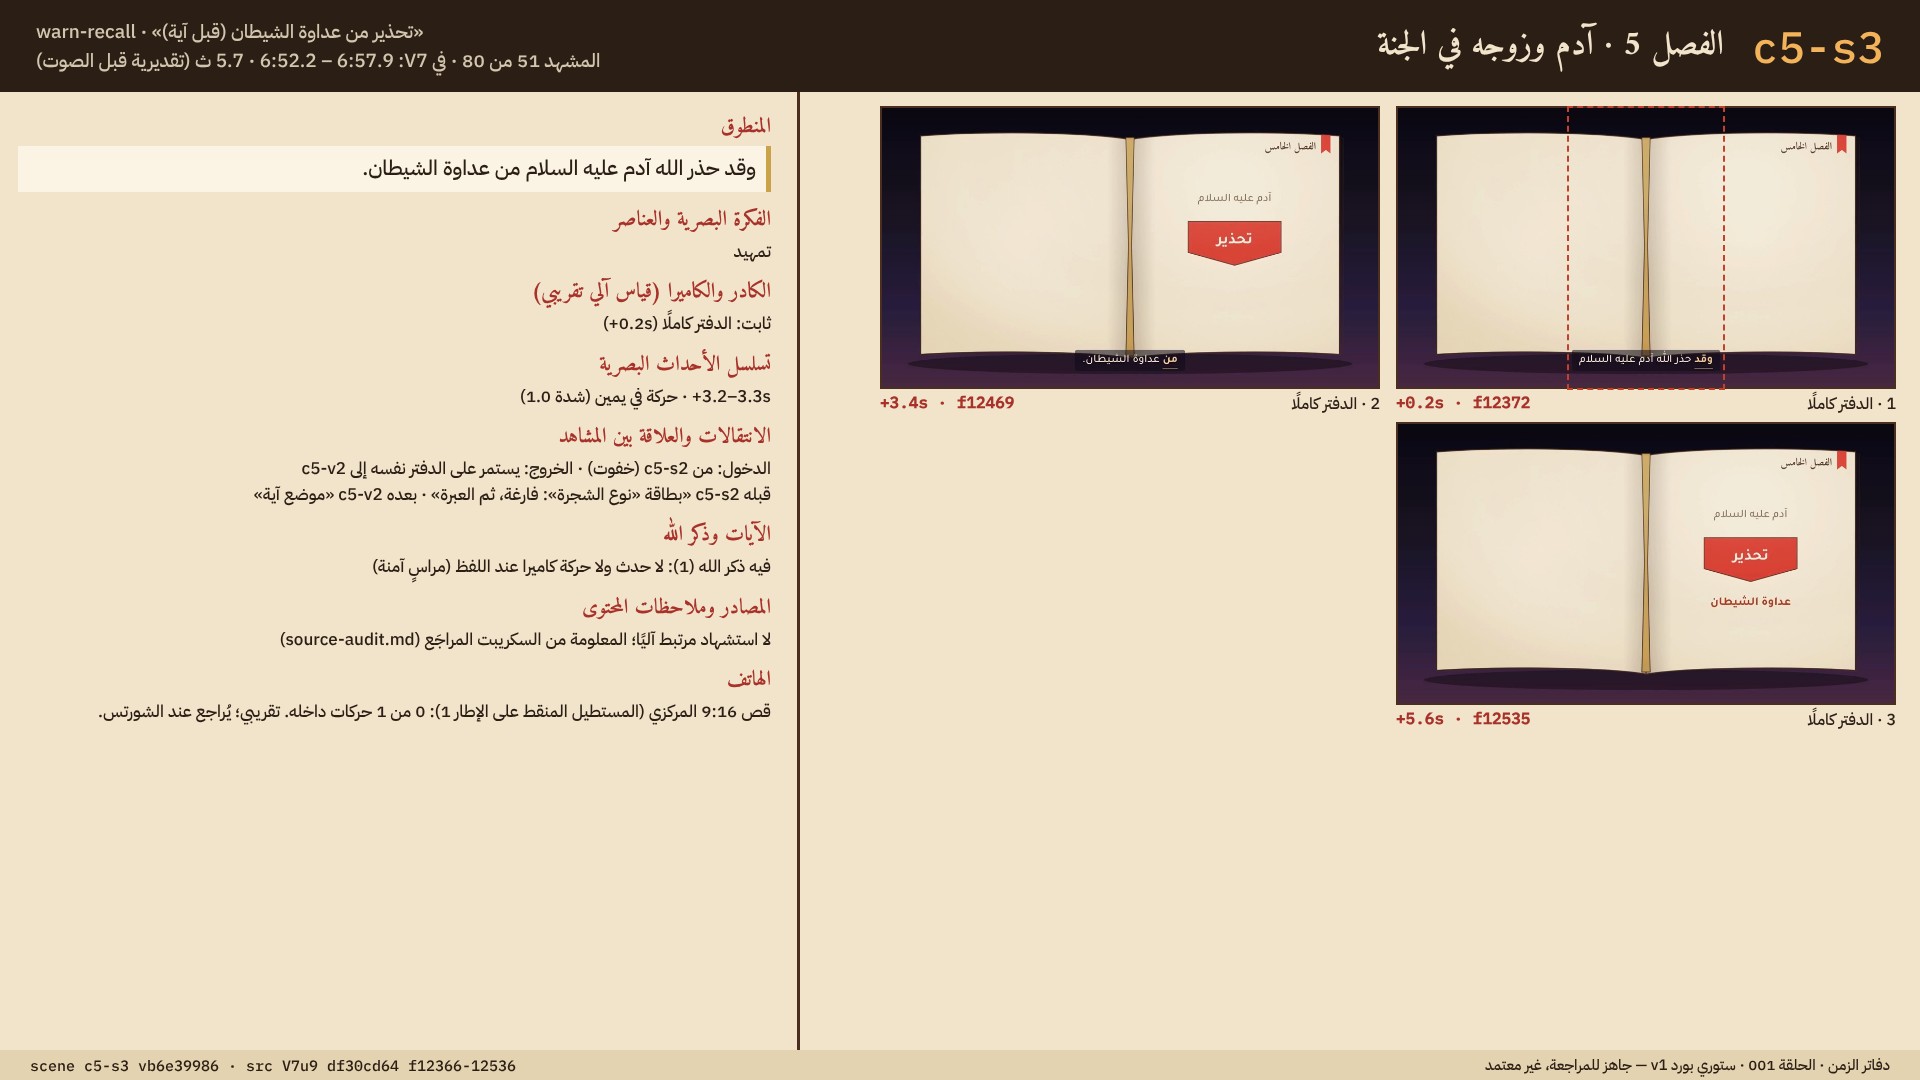 c5-s3
الفصل 5 · آدم وزوجه في الجنة
«تحذير من عداوة الشيطان (قبل آية)» · warn-recall
المشهد 51 من 80 · في V7: 6:52.2 – 6:57.9 · 5.7 ث (تقديرية قبل الصوت)
الفصل الخامس
وقد حذر الله آدم عليه السلام
1 · الدفتر كاملًا
+0.2s · f12372
الفصل الخامس
آدم عليه السلام
تحذير
من عداوة الشيطان.
2 · الدفتر كاملًا
+3.4s · f12469
الفصل الخامس
آدم عليه السلام
تحذير
عداوة الشيطان
3 · الدفتر كاملًا
+5.6s · f12535
المنطوق
وقد حذر الله آدم عليه السلام من عداوة الشيطان.
الفكرة البصرية والعناصر
تمهيد
الكادر والكاميرا (قياس آلي تقريبي)
ثابت: الدفتر كاملًا (+0.2s)
تسلسل الأحداث البصرية
+3.2–3.3s · حركة في يمين (شدة 1.0)
الانتقالات والعلاقة بين المشاهد
الدخول: من c5-s2 (خفوت) · الخروج: يستمر على الدفتر نفسه إلى c5-v2
قبله c5-s2 «بطاقة «نوع الشجرة»: فارغة، ثم العبرة» · بعده c5-v2 «موضع آية»
الآيات وذكر الله
فيه ذكر الله (1): لا حدث ولا حركة كاميرا عند اللفظ (مراسٍ آمنة)
المصادر وملاحظات المحتوى
لا استشهاد مرتبط آليًا؛ المعلومة من السكريبت المراجَع (source-audit.md)
الهاتف
قص 9:16 المركزي (المستطيل المنقط على الإطار 1): 0 من 1 حركات داخله. تقريبي؛ يُراجع عند الشورتس.
دفاتر الزمن · الحلقة 001 · ستوري بورد v1 — جاهز للمراجعة، غير معتمد
scene c5-s3 vb6e39986 · src V7u9 df30cd64 f12366-12536